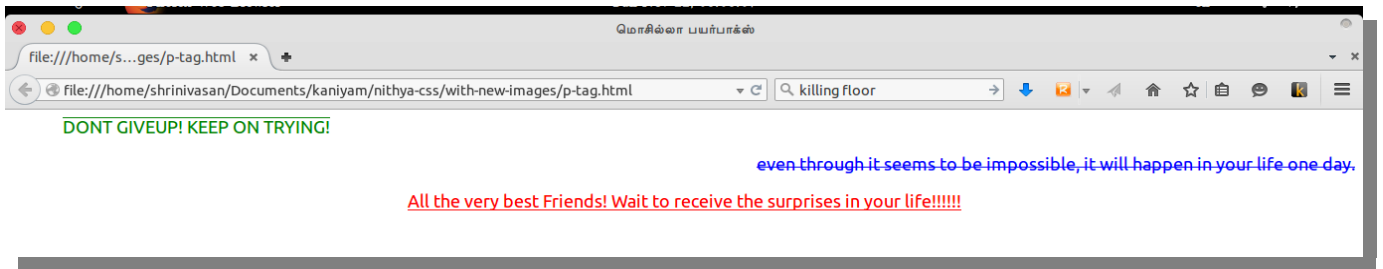 மொசில்லா பயர்பாக்ஸ்
file:///home/s...ges/p-tag.html
file:///home/shrinivasan/Documents/kaniyam/nithya-css/with-new-images/p-tag.html
killing floor
DONT GIVEUP! KEEP ON TRYING!
even through it seems to be impossible, it will happen in your life one day.
All the very best Friends! Wait to receive the surprises in your life!!!!!!